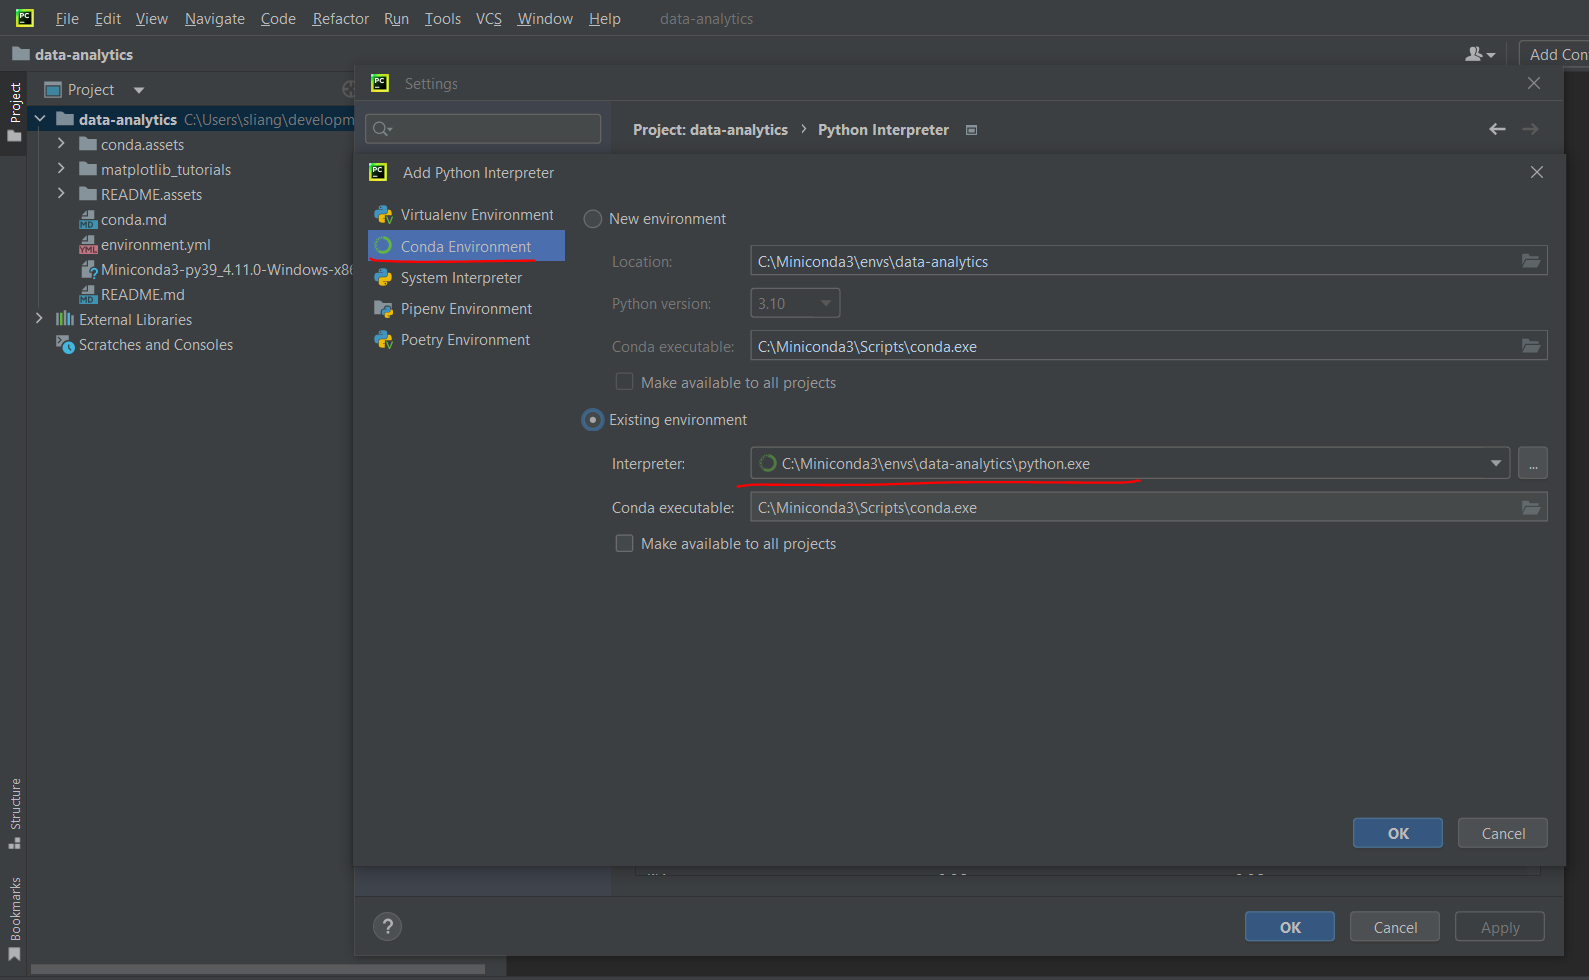 PC File Edit View Navigate Code Refactor Run Tools VCS Window Help data-analytics
data-analytics
Add Con
Project
Project
data-analytics C:\Users\sliang\developm
conda.assets
matplotlib_tutorials
README.assets
conda.md
environment.yml
Miniconda3-py39_4.11.0-Windows-x86
README.md
External Libraries
Scratches and Consoles
Structure
Bookmarks
PC Settings
Project: data-analytics › Python Interpreter
PC Add Python Interpreter
Virtualenv Environment
Conda Environment
System Interpreter
Pipenv Environment
Poetry Environment
New environment
Location: C:\Miniconda3\envs\data-analytics
Python version: 3.10
Conda executable: C:\Miniconda3\Scripts\conda.exe
Make available to all projects
Existing environment
Interpreter: C:\Miniconda3\envs\data-analytics\python.exe ...
Conda executable: C:\Miniconda3\Scripts\conda.exe
Make available to all projects
OK Cancel
? OK Cancel Apply